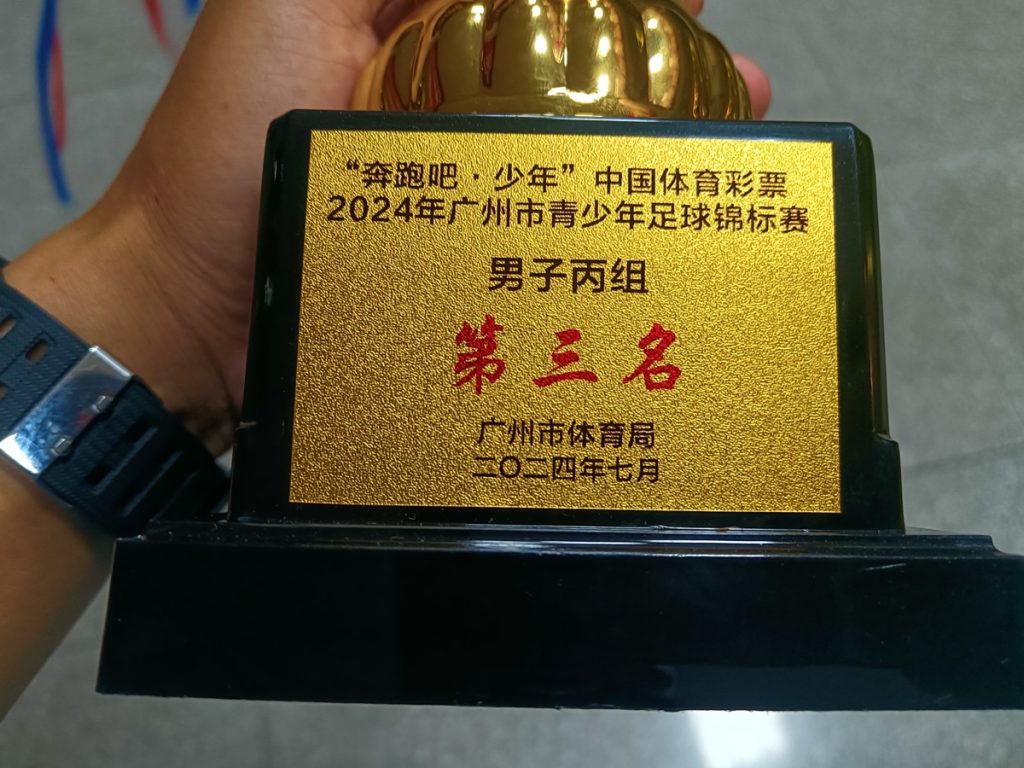 “奔跑吧·少年”中国体育彩票
2024年广州市青少年足球锦标赛
男子丙组
第三名
广州市体育局
二〇二四年七月